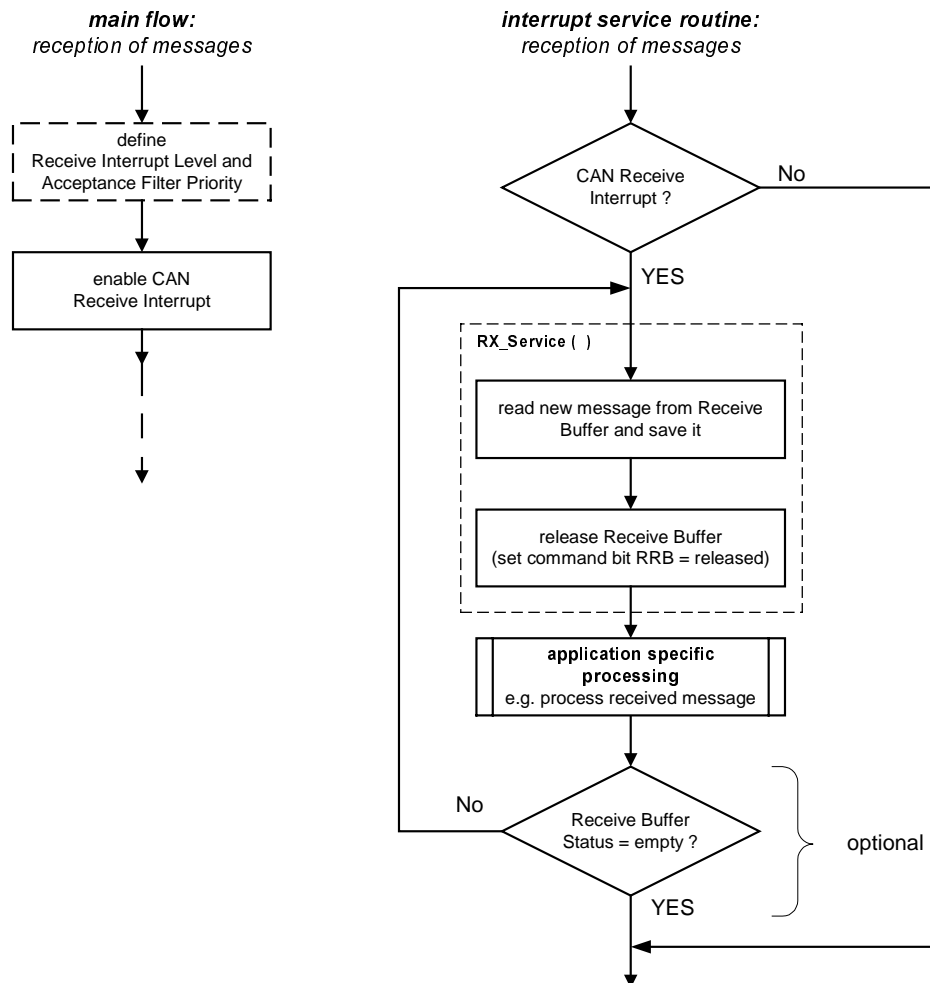 main flow:
reception of messages
define
Receive Interrupt Level and
Acceptance Filter Priority
enable CAN
Receive Interrupt
interrupt service routine:
reception of messages
CAN Receive
Interrupt ?
No
YES
RX_Service ( )
read new message from Receive
Buffer and save it
release Receive Buffer
(set command bit RRB = released)
application specific
processing
e.g. process received message
No
Receive Buffer
Status = empty ?
optional
YES